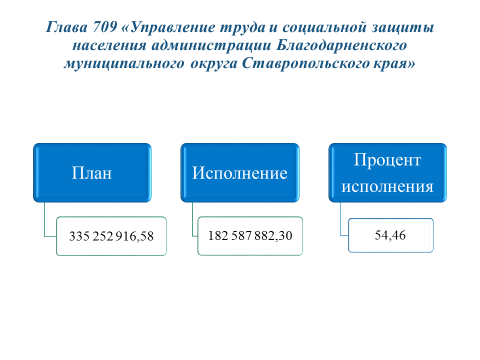 Глава 709 «Управление труда и социальной защиты
населения администрации Благодарненского
муниципального округа Ставропольского края»
План
Исполнение
Процент
исполнения
335 252 916,58
182 587 882,30
54,46